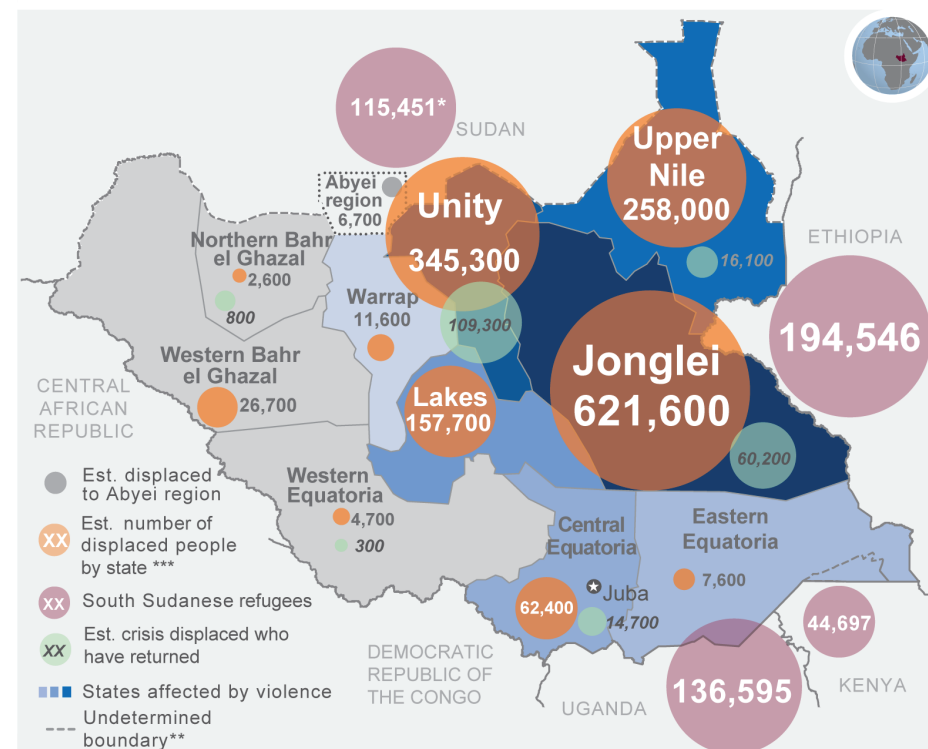 115,451*
SUDAN
Upper
Nile
258,000
Abyei
region
6,700
Unity
345,300
ETHIOPIA
16,100
Northern Bahr
el Ghazal
2,600
800
Warrap
11,600
109,300
194,546
Western Bahr
el Ghazal
26,700
Jonglei
621,600
Lakes
157,700
CENTRAL
AFRICAN
REPUBLIC
60,200
Western
Equatoria
4,700
300
Central
Equatoria
Eastern
Equatoria
7,600
Juba
62,400
14,700
44,697
KENYA
136,595
UGANDA
DEMOCRATIC
REPUBLIC OF
THE CONGO
Est. displaced
to Abyei region
XX
Est. number of
displaced people
by state ***
XX
South Sudanese refugees
XX
Est. crisis displaced who
have returned
States affected by violence
Undetermined
boundary**